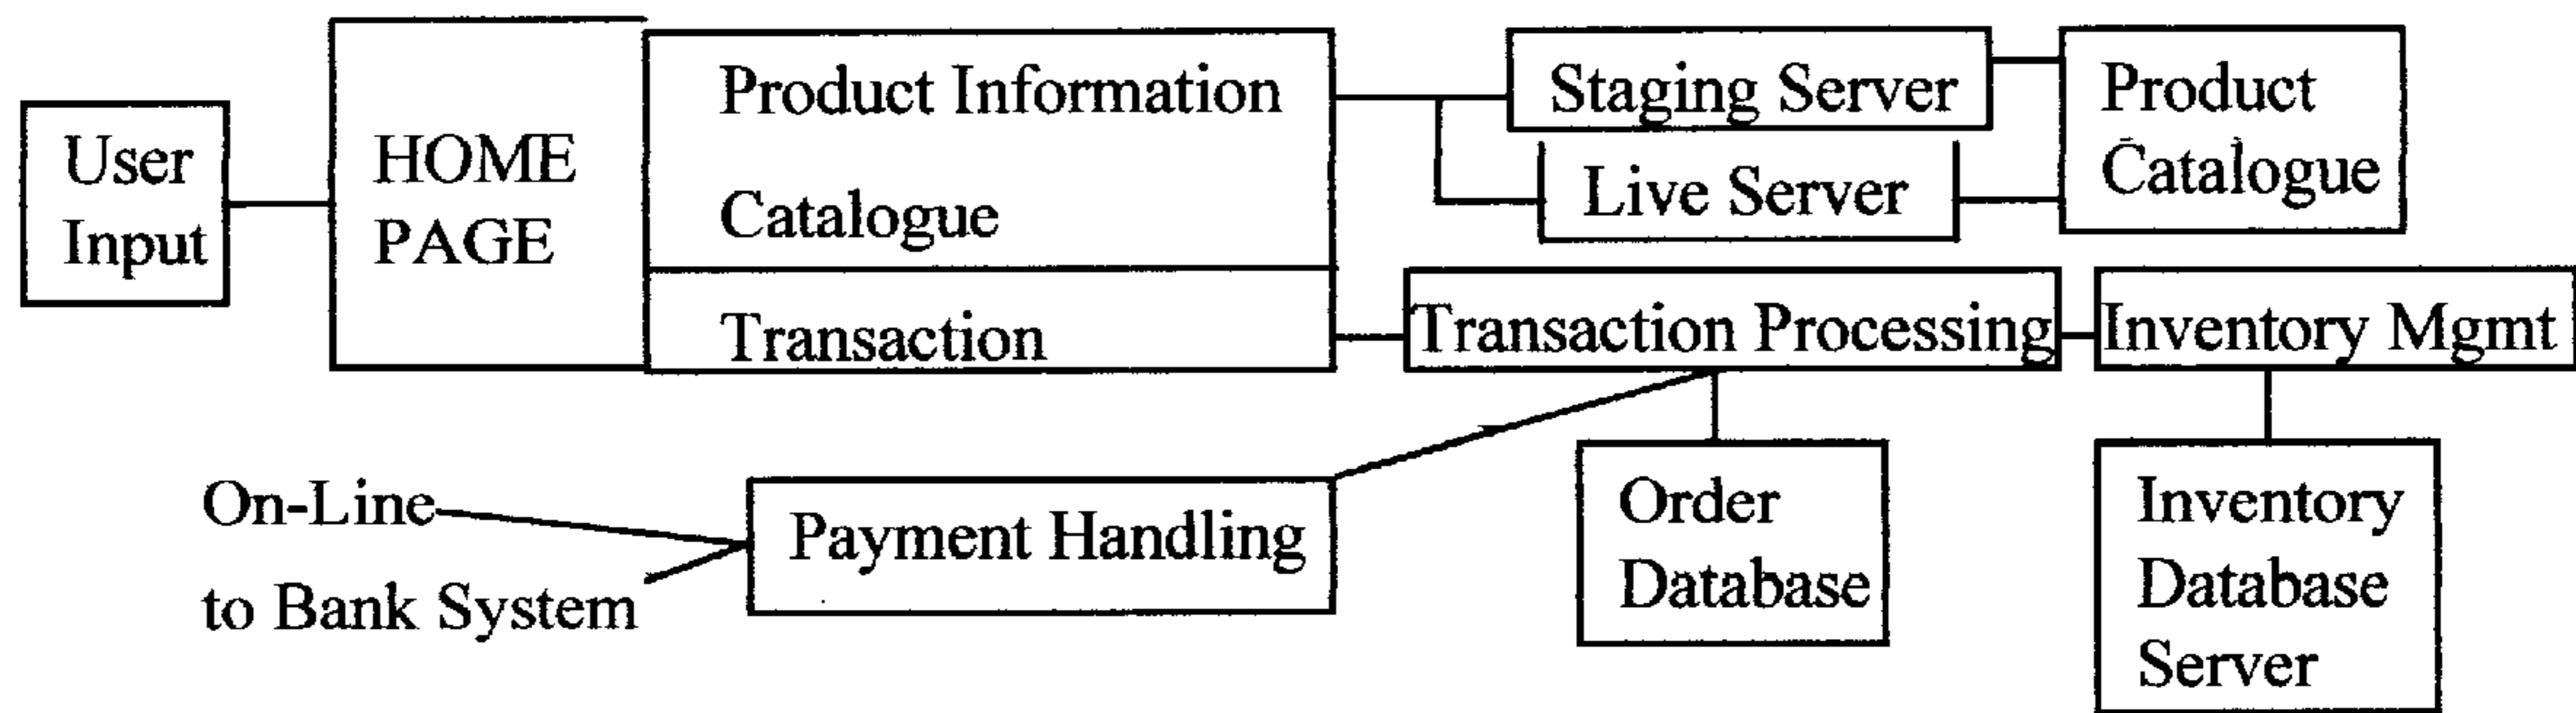 User
Input
HOME
PAGE
Product Information
Catalogue
Transaction
Staging Server
Live Server
Product
Catalogue
Transaction Processing
Inventory Mgmt
On-Line
to Bank System
Payment Handling
Order
Database
Inventory
Database
Server